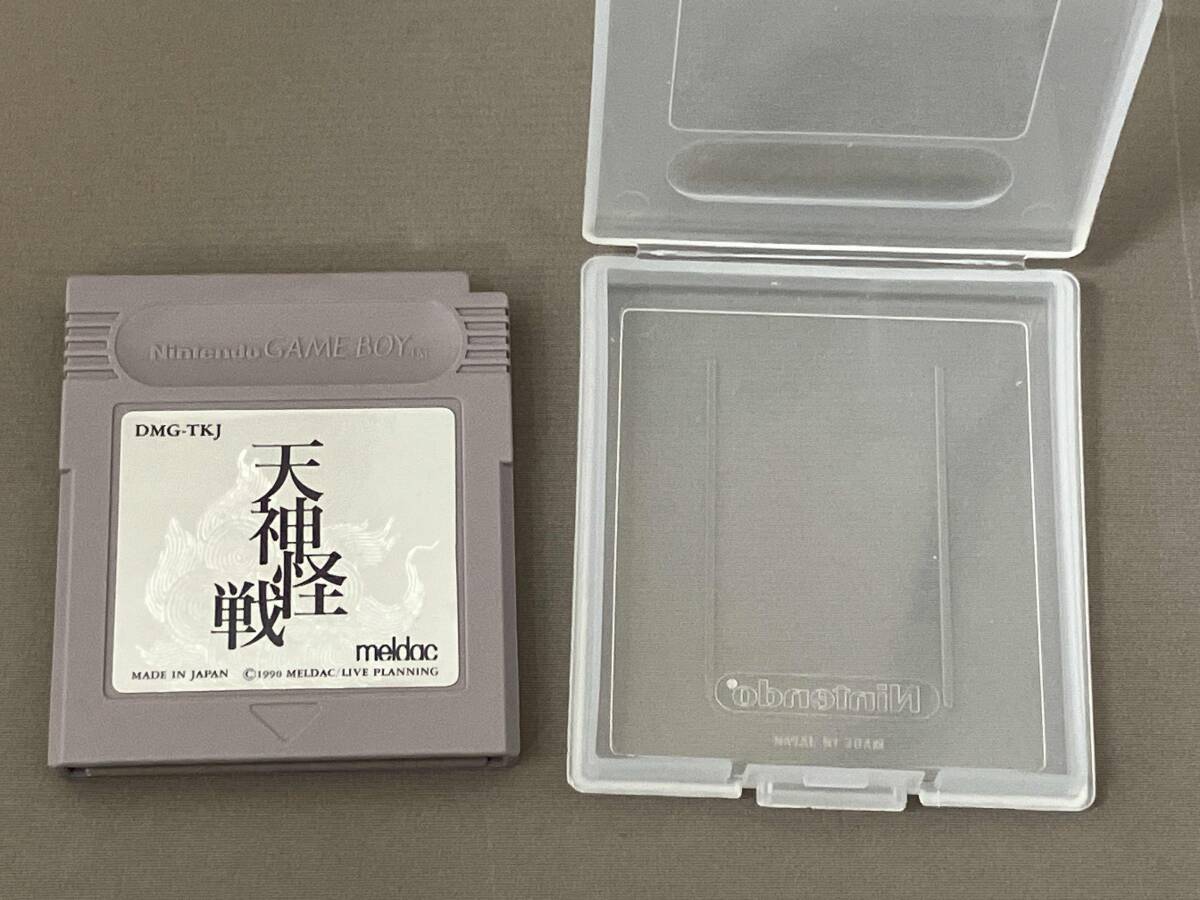 Nintendo GAME BOY TM
DMG-TKJ
天神怪戦
meldac
MADE IN JAPAN ©1990 MELDAC/LIVE PLANNING
Nintendo
MADE IN JAPAN